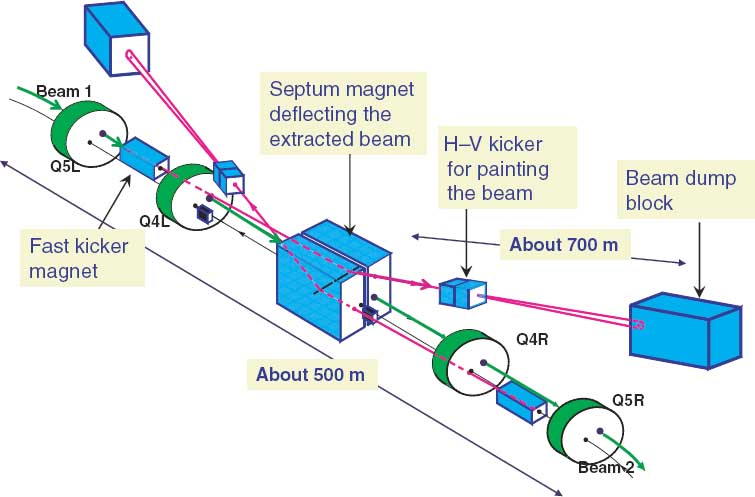 Beam 1
Q5L
Fast kicker
magnet
Q4L
Septum magnet
deflecting the
extracted beam
H–V kicker
for painting
the beam
Beam dump
block
About 700 m
About 500 m
Q4R
Q5R
Beam 2